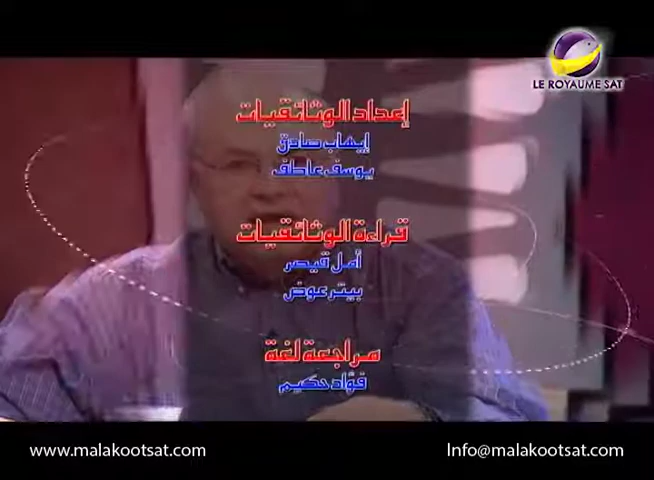 LE ROYAUME SAT
إعداد الوثائقيات
إيهاب صادق
يوسف عاطف
قراءة الوثائقيات
أمل قيصر
بيتر عوض
مراجعة لغة
فؤاد حكيم
www.malakootsat.com
Info@malakootsat.com